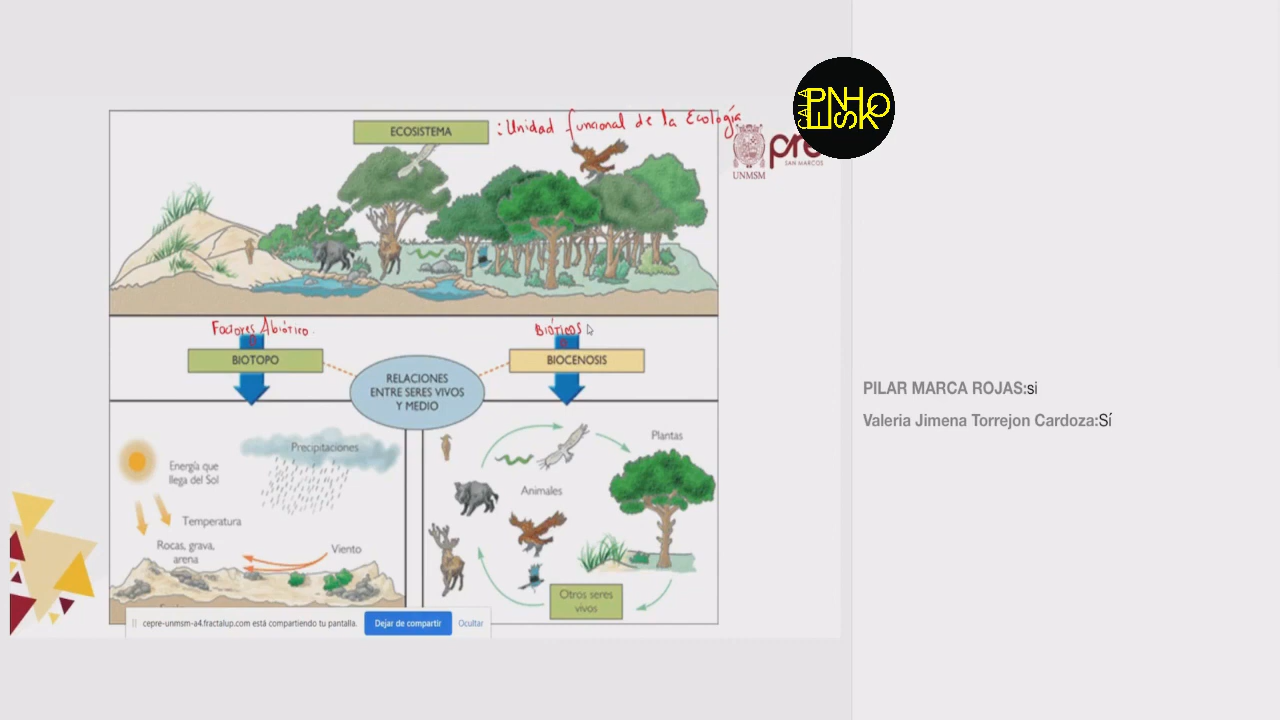 ECOSISTEMA
: Unidad funcional de la Ecología
UNMSM
pre
SAN MARCOS
CALA
PNHO
ESK
Factores Abiótico.
BIÓTICOS
BIOTOPO
BIOCENOSIS
RELACIONES
ENTRE SERES VIVOS
Y MEDIO
Precipitaciones
Energía que
llega del Sol
Temperatura
Rocas, grava,
arena
Viento
Plantas
Animales
Otros seres
vivos
cepre-unmsm-a4.fractalup.com está compartiendo tu pantalla.
Dejar de compartir
Ocultar
PILAR MARCA ROJAS:si
Valeria Jimena Torrejon Cardoza:Sí